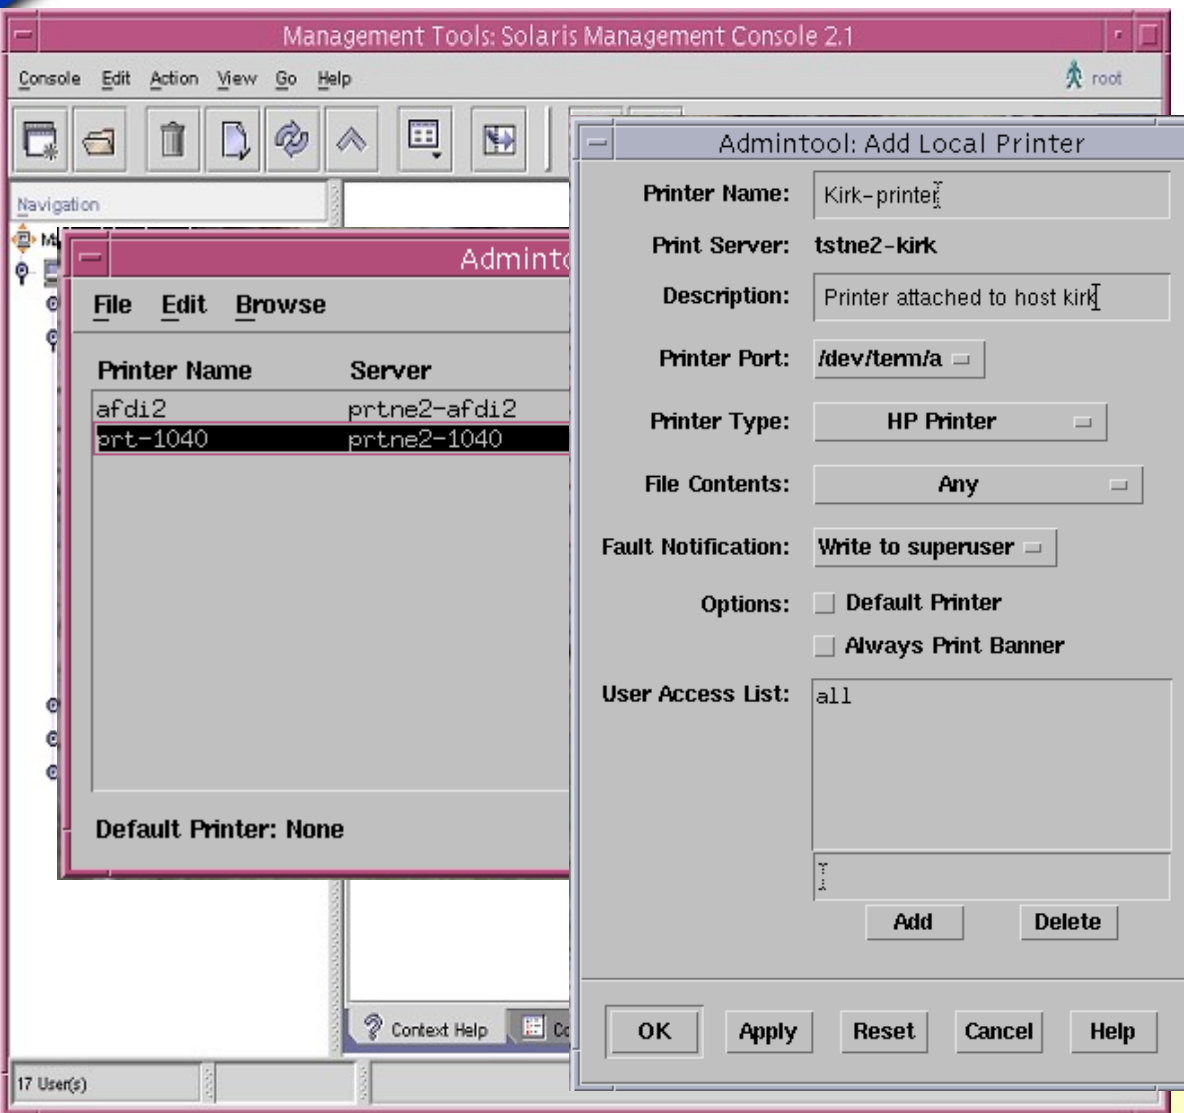 Management Tools: Solaris Management Console 2.1
Console Edit Action View Go Help root
Navigation
Admintool: Add Local Printer
Printer Name: Kirk-printer
Print Server: tstne2-kirk
Description: Printer attached to host kirk
Printer Port: /dev/term/a
Printer Type: HP Printer
File Contents: Any
Fault Notification: Write to superuser
Options: Default Printer
Always Print Banner
User Access List: all
Add Delete
OK Apply Reset Cancel Help
File Edit Browse
Printer Name Server
afdi2 prtne2-afdi2
prt-1040 prtne2-1040
Default Printer: None
Context Help
17 User(s)